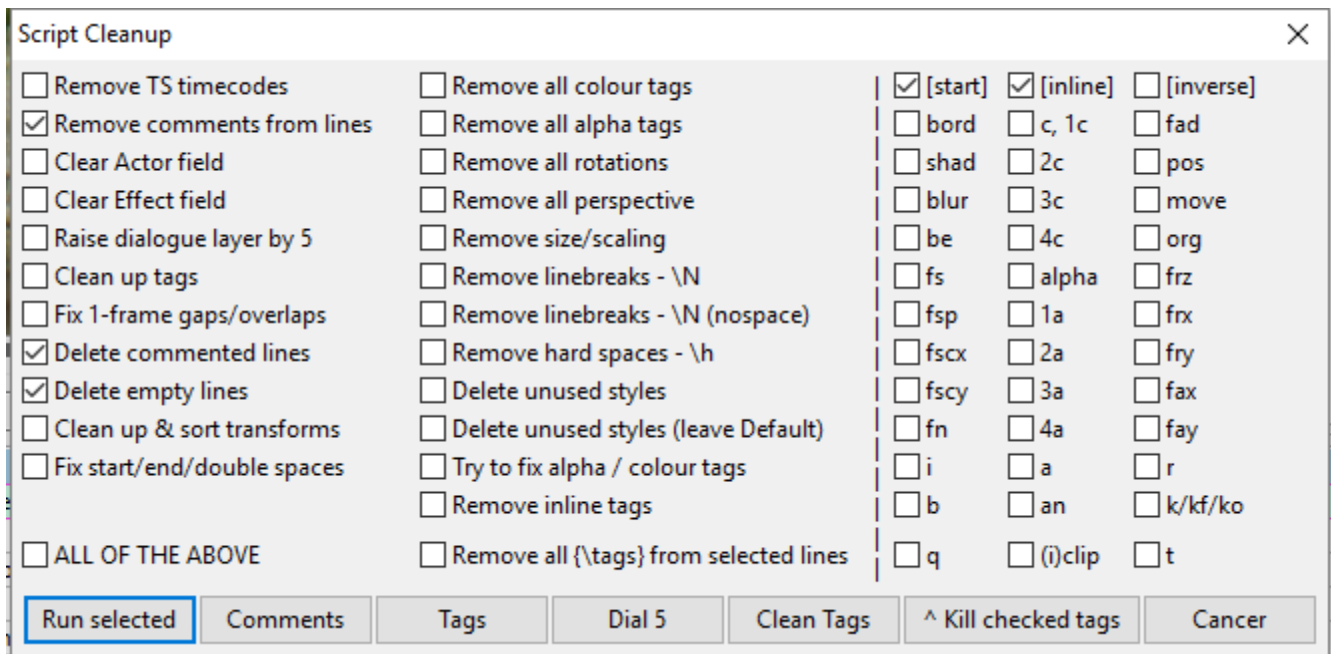 Script Cleanup
Remove TS timecodes Remove all colour tags | [start] [inline] [inverse]
Remove comments from lines Remove all alpha tags | bord c, 1c fad
Clear Actor field Remove all rotations | shad 2c pos
Clear Effect field Remove all perspective | blur 3c move
Raise dialogue layer by 5 Remove size/scaling | be 4c org
Clean up tags Remove linebreaks - \N | fs alpha frz
Fix 1-frame gaps/overlaps Remove linebreaks - \N (nospace) | fsp 1a frx
Delete commented lines Remove hard spaces - \h | fscx 2a fry
Delete empty lines Delete unused styles | fscy 3a fax
Clean up & sort transforms Delete unused styles (leave Default) | fn 4a fay
Fix start/end/double spaces Try to fix alpha / colour tags | i a r
Remove inline tags | b an k/kf/ko
ALL OF THE ABOVE Remove all {\tags} from selected lines | q (i)clip t
Run selected Comments Tags Dial 5 Clean Tags ^ Kill checked tags Cancer